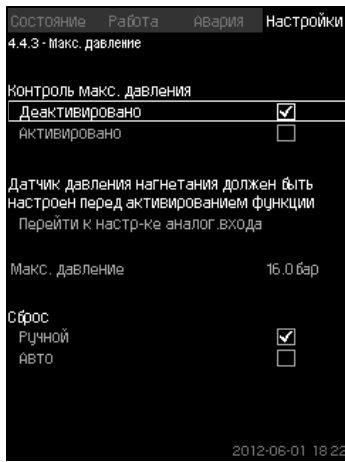 Состояние Работа Авария Настройки
4.4.3 - Макс. давление
Контроль макс. давления
Деактивировано
Активировано
Датчик давления нагнетания должен быть
настроен перед активированием функции
Перейти к настр-ке аналог.входа
Макс. давление 16.0 бар
Сброс
Ручной
Авто
2012-06-01 18:22